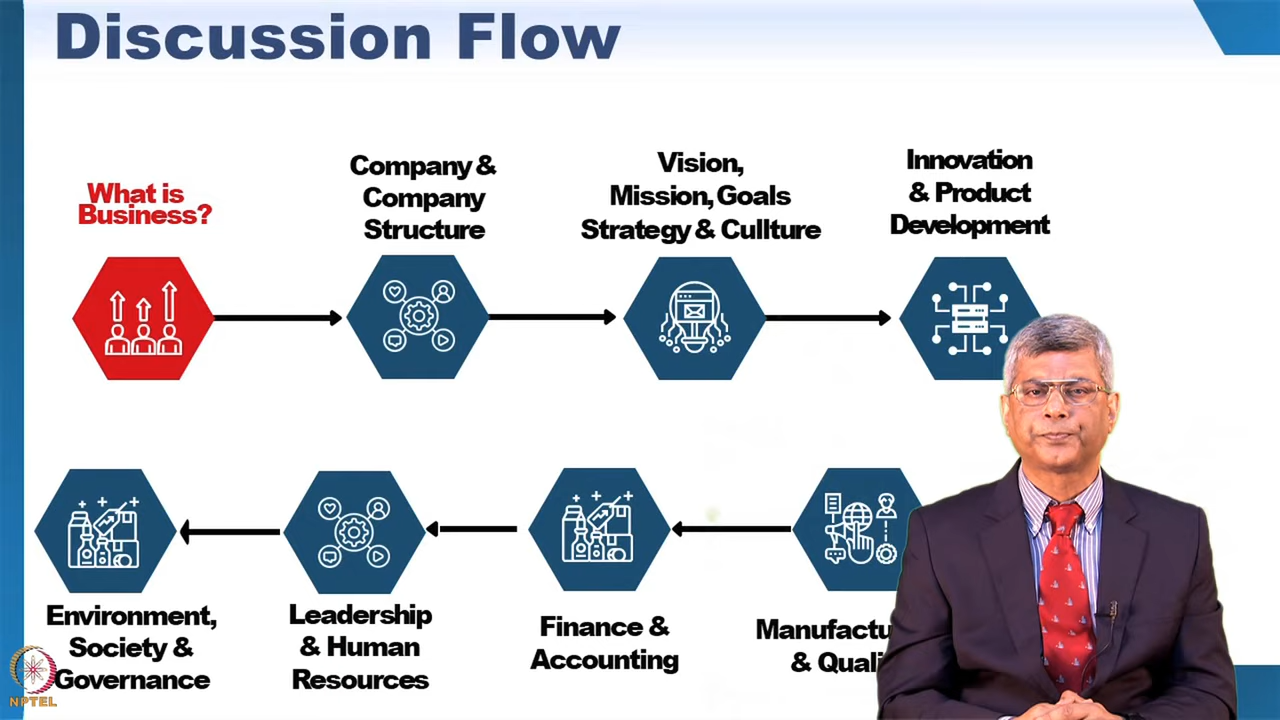 Discussion Flow
What is
Business?
Company &
Company
Structure
Vision,
Mission, Goals
Strategy & Cullture
Innovation
& Product
Development
Environment,
Society &
Governance
Leadership
& Human
Resources
Finance &
Accounting
&
NPTEL